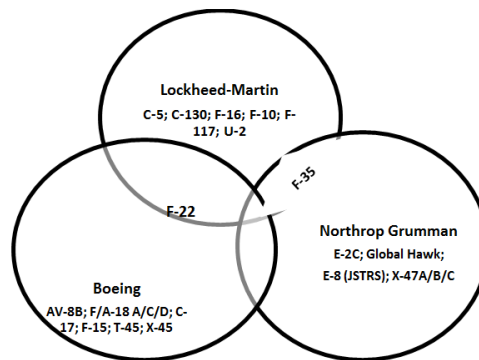 Lockheed-Martin
C-5; C-130; F-16; F-10; F-
117; U-2
F-35
F-22
Northrop Grumman
E-2C; Global Hawk;
E-8 (JSTRS); X-47A/B/C
Boeing
AV-8B; F/A-18 A/C/D; C-
17; F-15; T-45; X-45